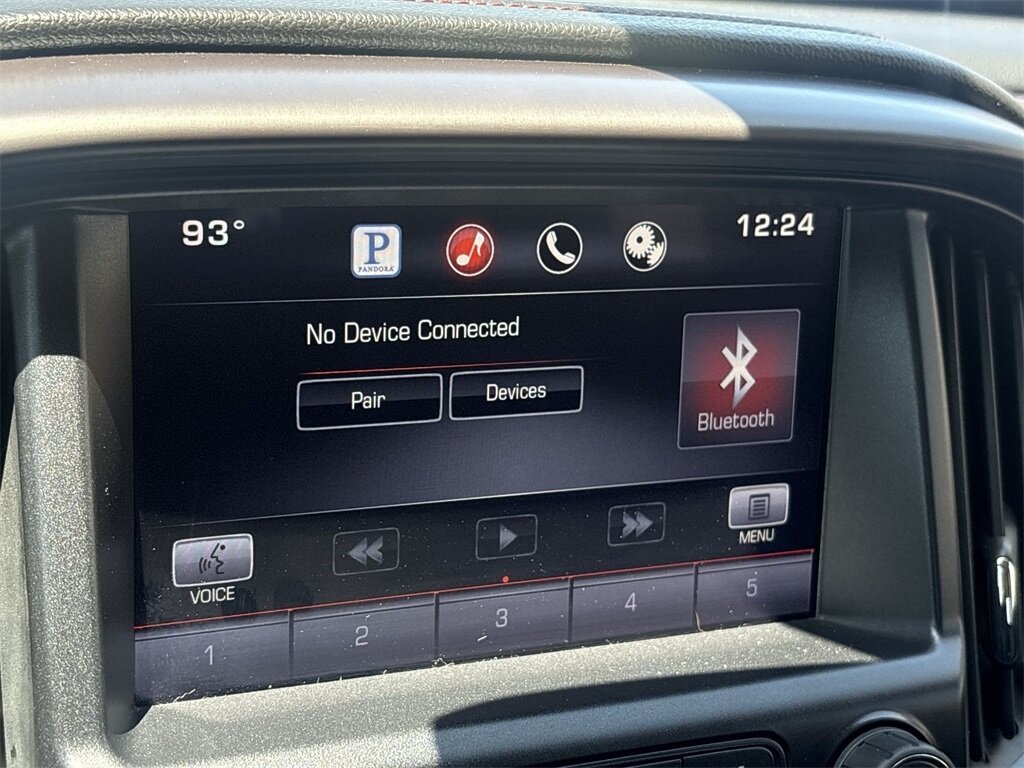 93° 12:24
P
PANDORA
No Device Connected
Pair Devices
Bluetooth
VOICE MENU
1 2 3 4 5